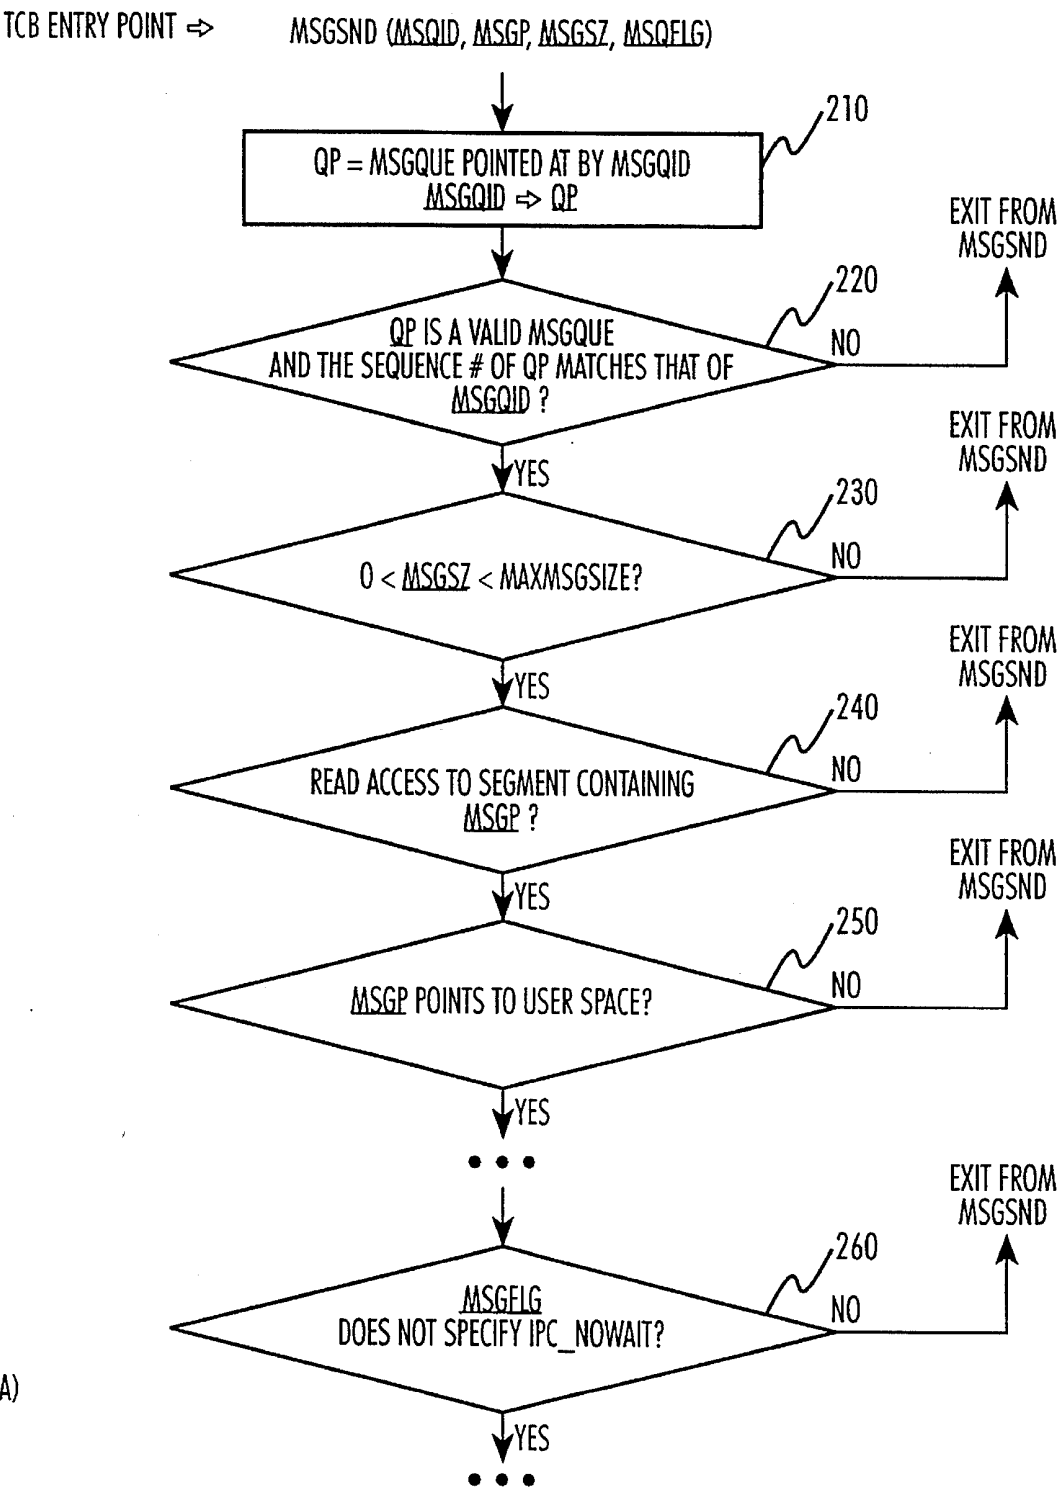 TCB ENTRY POINT ⇨ MSGSND (MSQID, MSGP, MSGSZ, MSQFLG)
210
QP = MSGQUE POINTED AT BY MSGQID
MSGQID ⇨ QP
EXIT FROM
MSGSND
220
QP IS A VALID MSGQUE
AND THE SEQUENCE # OF QP MATCHES THAT OF
MSGQID ?
NO
YES
EXIT FROM
MSGSND
230
0 < MSGSZ < MAXMSGSIZE?
NO
YES
EXIT FROM
MSGSND
240
READ ACCESS TO SEGMENT CONTAINING
MSGP ?
NO
YES
EXIT FROM
MSGSND
250
MSGP POINTS TO USER SPACE?
NO
YES
• • •
EXIT FROM
MSGSND
260
MSGFLG
DOES NOT SPECIFY IPC_NOWAIT?
NO
A)
YES
• • •